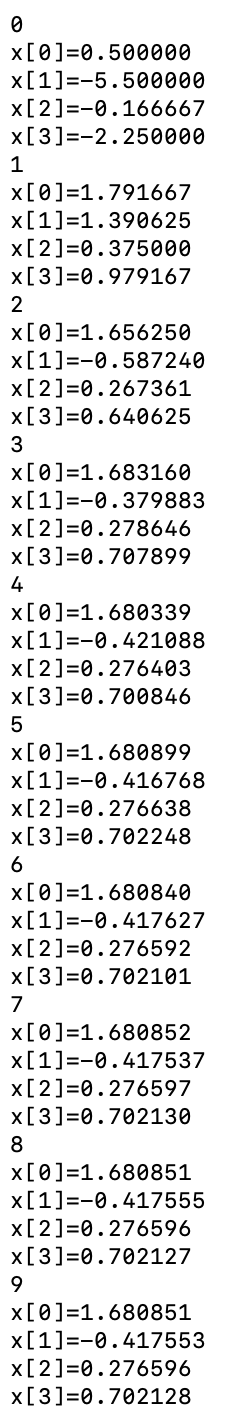 0
x[0]=0.500000
x[1]=-5.500000
x[2]=-0.166667
x[3]=-2.250000
1
x[0]=1.791667
x[1]=1.390625
x[2]=0.375000
x[3]=0.979167
2
x[0]=1.656250
x[1]=-0.587240
x[2]=0.267361
x[3]=0.640625
3
x[0]=1.683160
x[1]=-0.379883
x[2]=0.278646
x[3]=0.707899
4
x[0]=1.680339
x[1]=-0.421088
x[2]=0.276403
x[3]=0.700846
5
x[0]=1.680899
x[1]=-0.416768
x[2]=0.276638
x[3]=0.702248
6
x[0]=1.680840
x[1]=-0.417627
x[2]=0.276592
x[3]=0.702101
7
x[0]=1.680852
x[1]=-0.417537
x[2]=0.276597
x[3]=0.702130
8
x[0]=1.680851
x[1]=-0.417555
x[2]=0.276596
x[3]=0.702127
9
x[0]=1.680851
x[1]=-0.417553
x[2]=0.276596
x[3]=0.702128